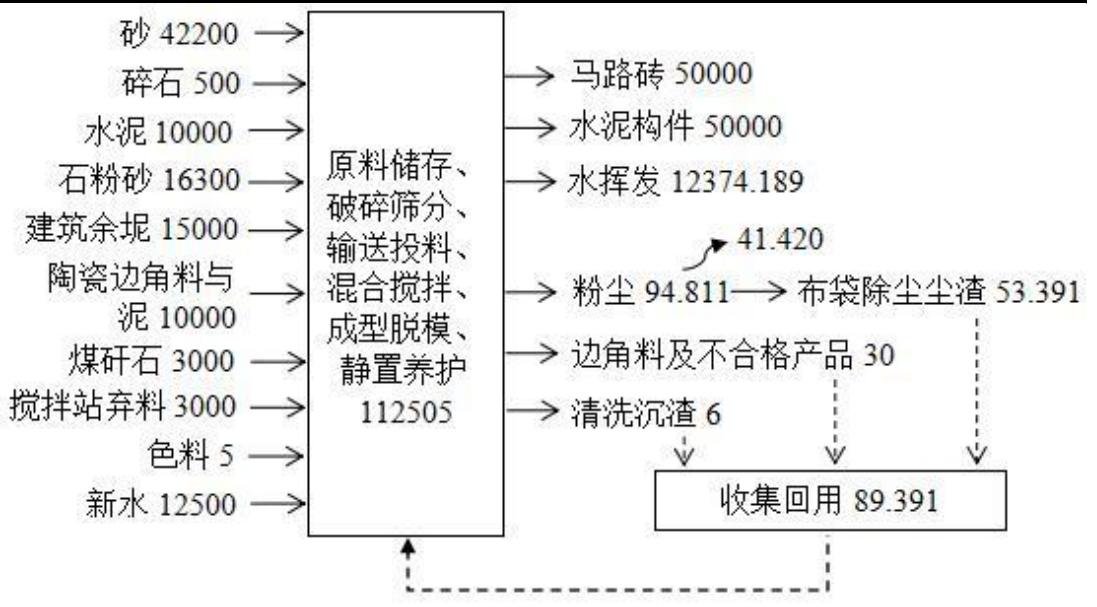 砂 42200
碎石 500
水泥 10000
石粉砂 16300
建筑余坭 15000
陶瓷边角料与
泥 10000
煤矸石 3000
搅拌站弃料 3000
色料 5
新水 12500
原料储存、
破碎筛分、
输送投料、
混合搅拌、
成型脱模、
静置养护
112505
马路砖 50000
水泥构件 50000
水挥发 12374.189
41.420
粉尘 94.811
布袋除尘尘渣 53.391
边角料及不合格产品 30
清洗沉渣 6
收集回用 89.391